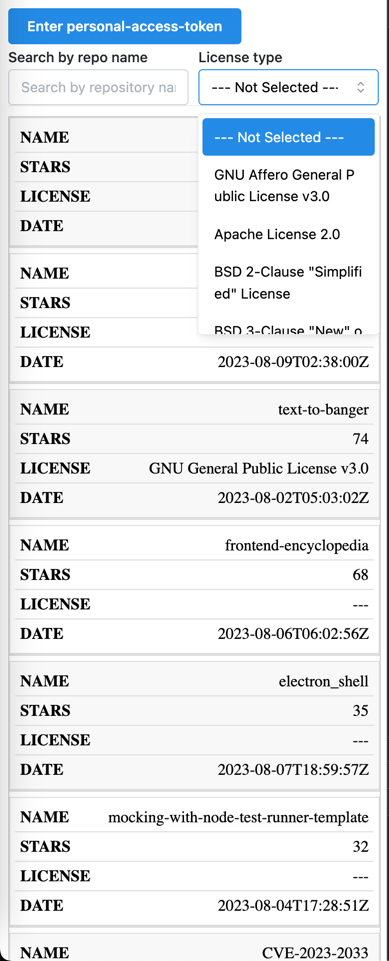 Enter personal-access-token
Search by repo name
License type
Search by repository nar
--- Not Selected ---
--- Not Selected ---
GNU Affero General P
ublic License v3.0
Apache License 2.0
BSD 2-Clause "Simplifi
ed" License
BSD 3-Clause "New" o
NAME
STARS
LICENSE
DATE
NAME
STARS
LICENSE
DATE 2023-08-09T02:38:00Z
NAME text-to-banger
STARS 74
LICENSE GNU General Public License v3.0
DATE 2023-08-02T05:03:02Z
NAME frontend-encyclopedia
STARS 68
LICENSE ---
DATE 2023-08-06T06:02:56Z
NAME electron_shell
STARS 35
LICENSE ---
DATE 2023-08-07T18:59:57Z
NAME mocking-with-node-test-runner-template
STARS 32
LICENSE ---
DATE 2023-08-04T17:28:51Z
NAME CVE-2023-2033